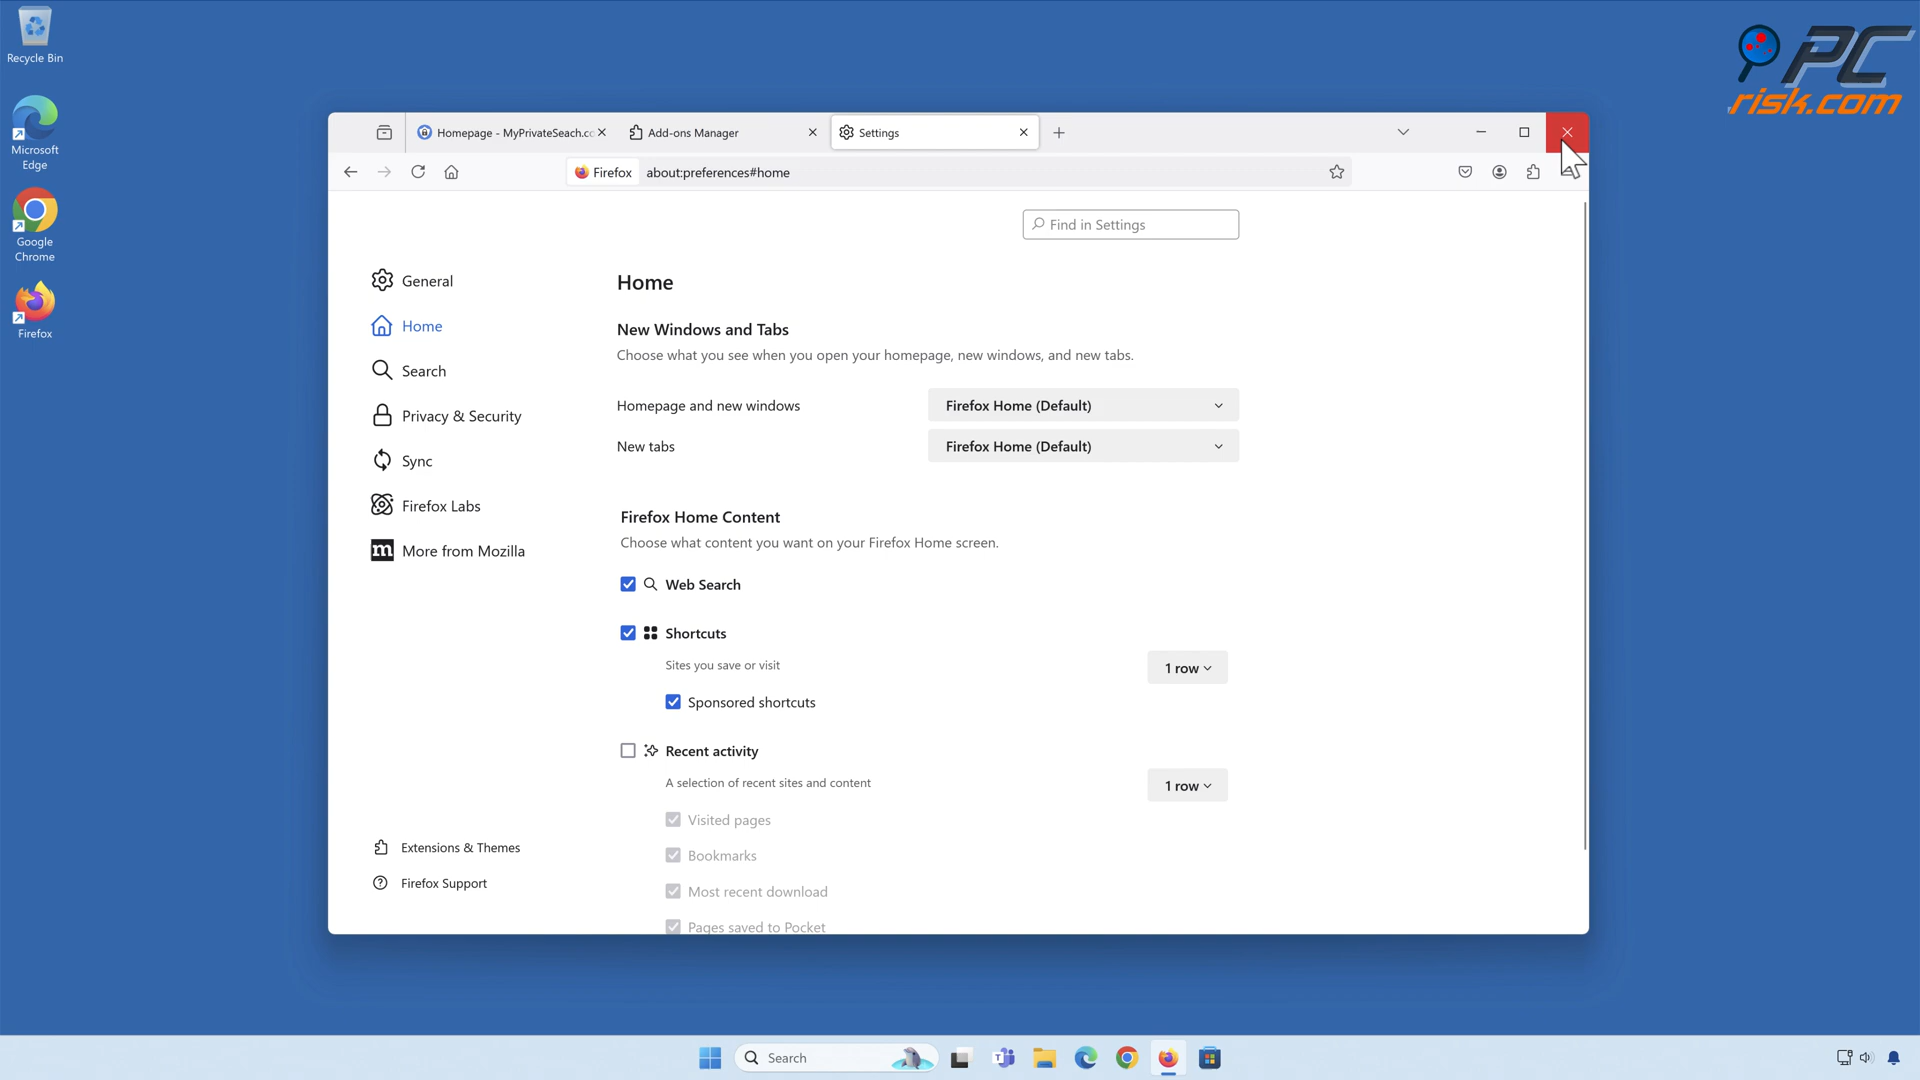 Recycle Bin
Microsoft
Edge
Google
Chrome
Firefox
PC
risk.com
Homepage - MyPrivateSeach.co
Add-ons Manager
Settings
Firefox
about:preferences#home
Find in Settings
General
Home
Search
Privacy & Security
Sync
Firefox Labs
m More from Mozilla
Extensions & Themes
Firefox Support
Home
New Windows and Tabs
Choose what you see when you open your homepage, new windows, and new tabs.
Homepage and new windows
Firefox Home (Default)
New tabs
Firefox Home (Default)
Firefox Home Content
Choose what content you want on your Firefox Home screen.
Web Search
Shortcuts
Sites you save or visit
1 row
Sponsored shortcuts
Recent activity
A selection of recent sites and content
1 row
Visited pages
Bookmarks
Most recent download
Pages saved to Pocket
Search